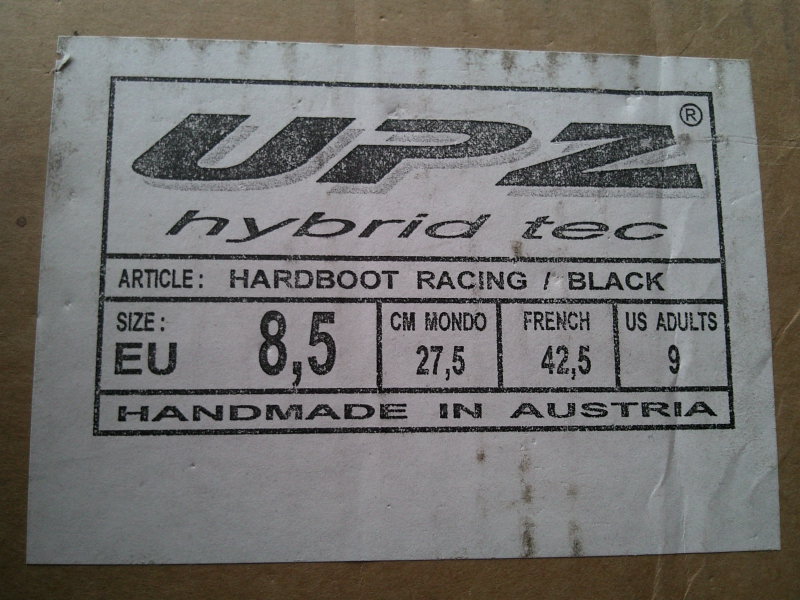 UPZ®
hybrid tec
ARTICLE: HARDBOOT RACING / BLACK
SIZE: EU 8,5
CM MONDO 27,5
FRENCH 42,5
US ADULTS 9
HANDMADE IN AUSTRIA